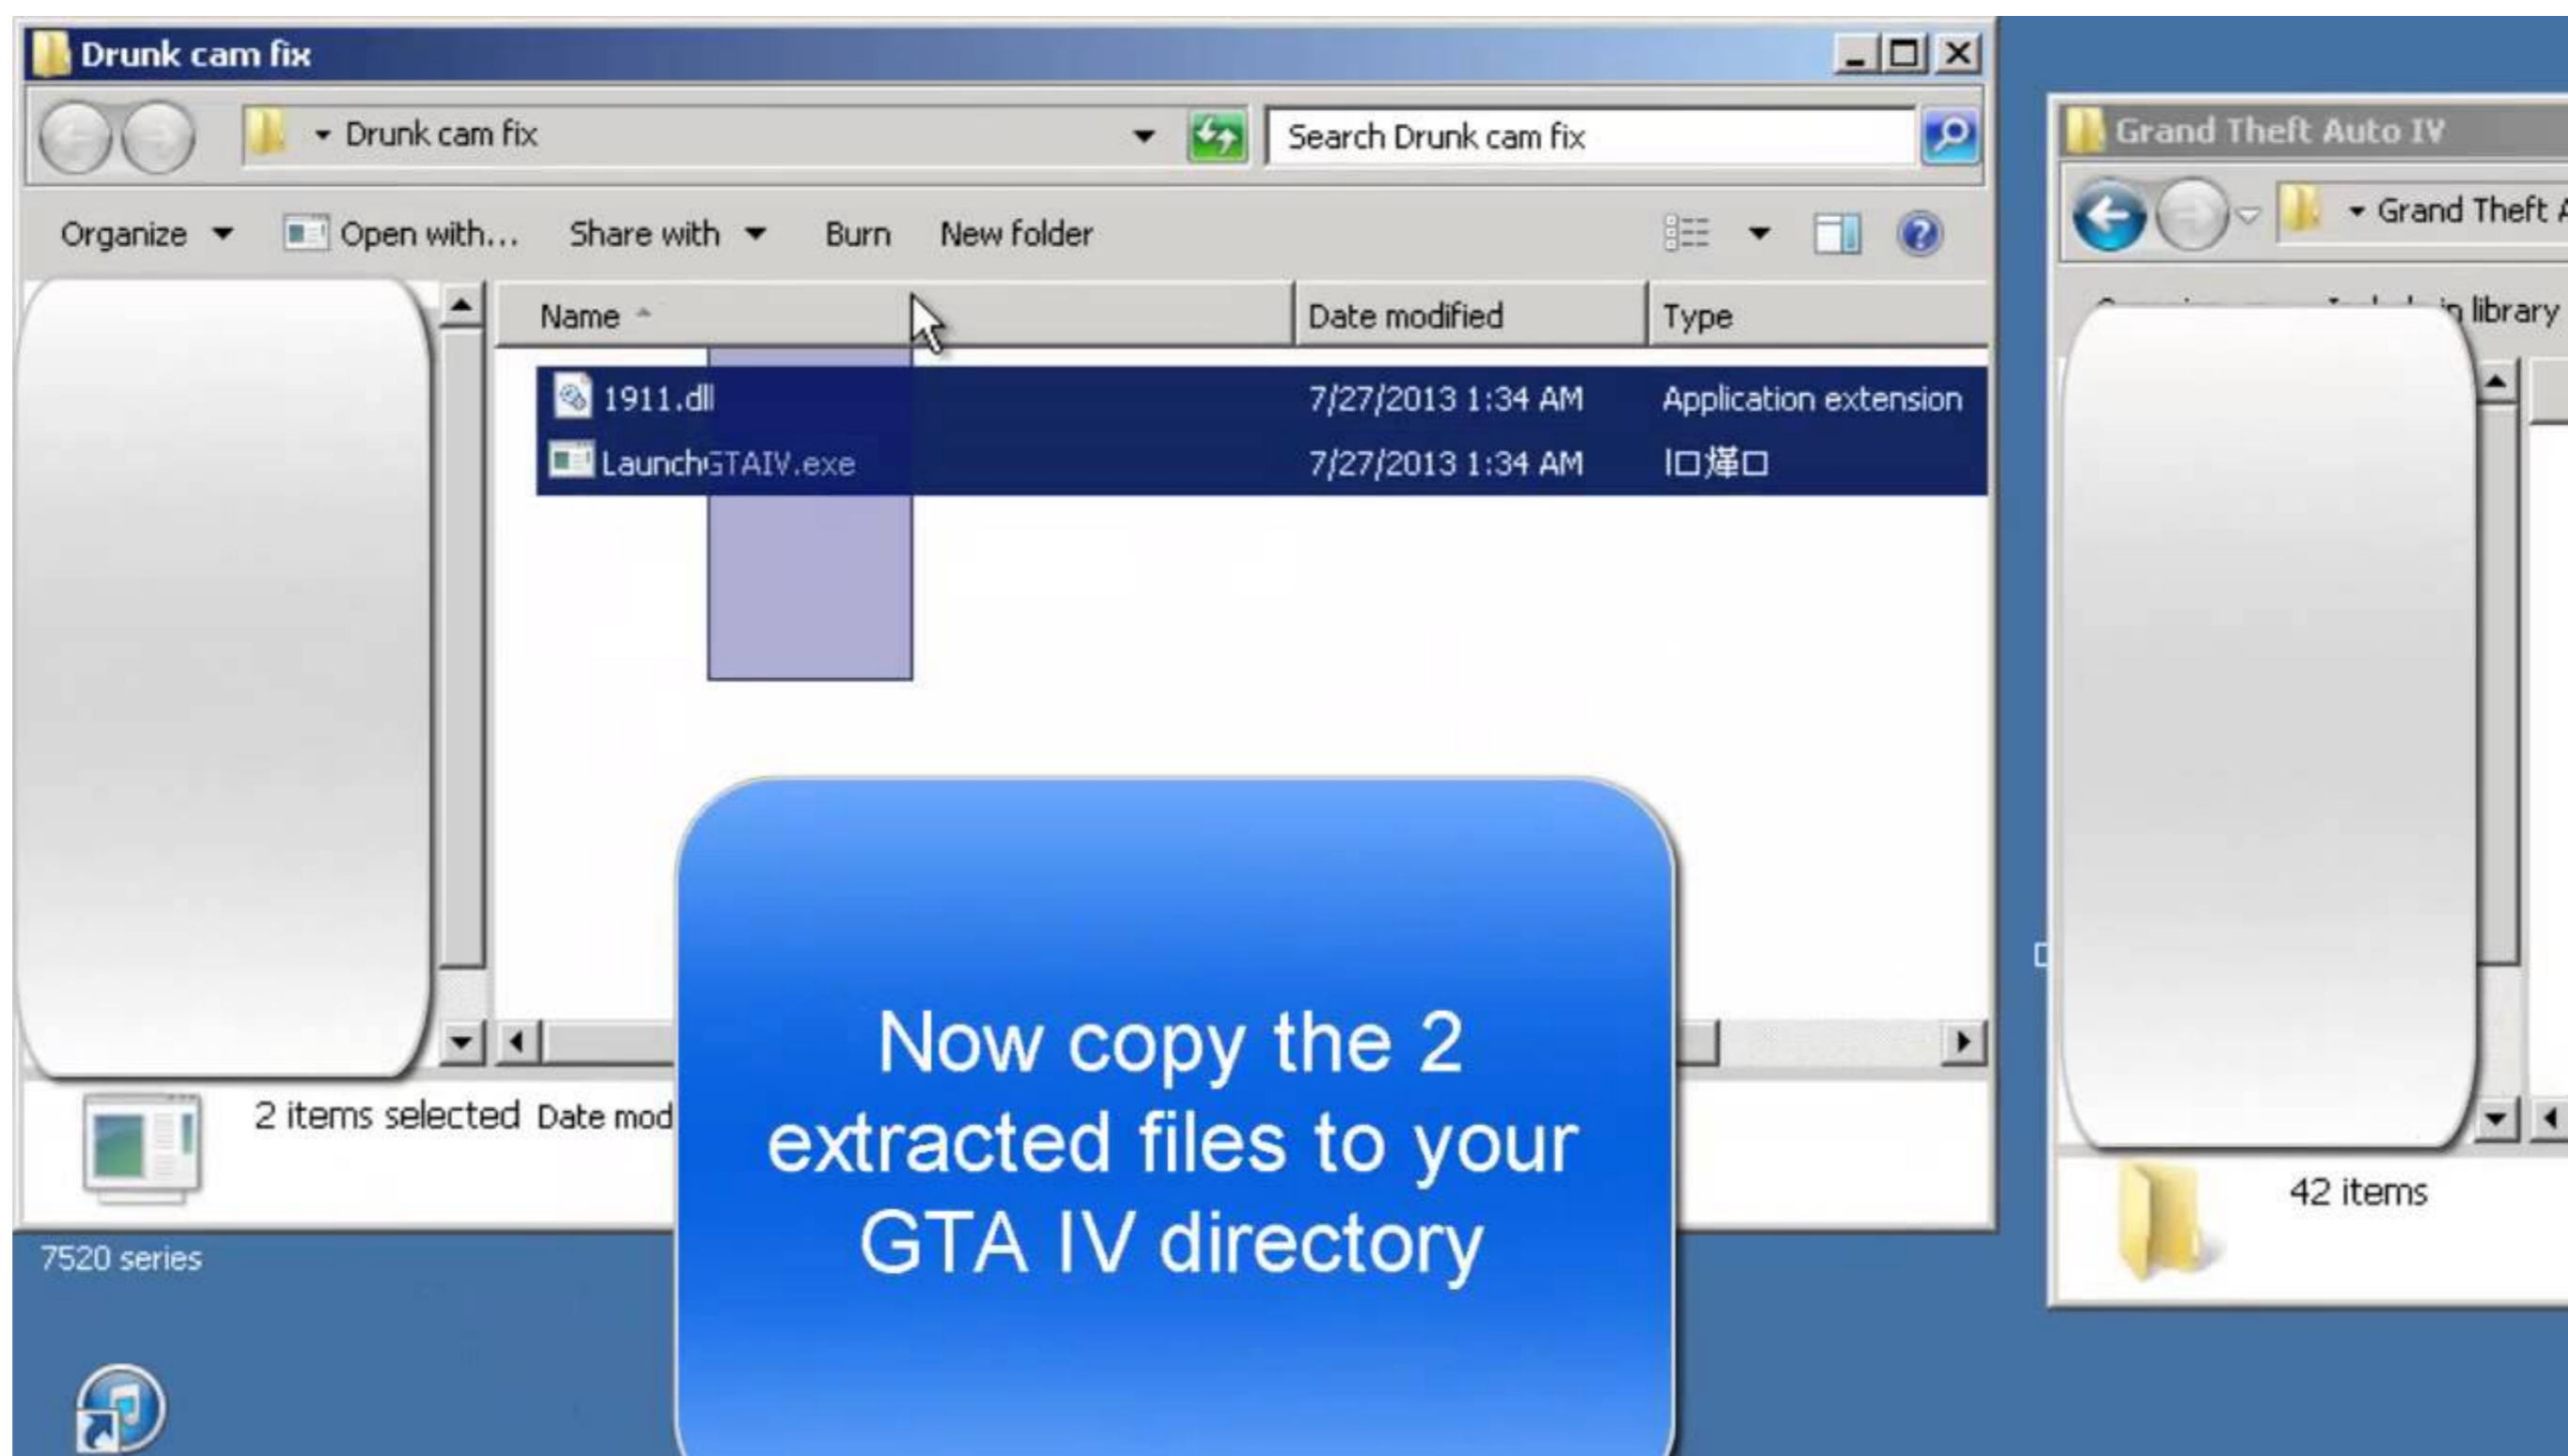 Drunk cam fix
Drunk cam fix
Search Drunk cam fix
Organize
Open with...
Share with
Burn
New folder
Name
Date modified
Type
1911.dll
7/27/2013 1:34 AM
Application extension
LaunchGTAIV.exe
7/27/2013 1:34 AM
2 items selected
Date mod
7520 series
Now copy the 2
extracted files to your
GTA IV directory
Grand Theft Auto IV
Grand Theft A
library
42 items